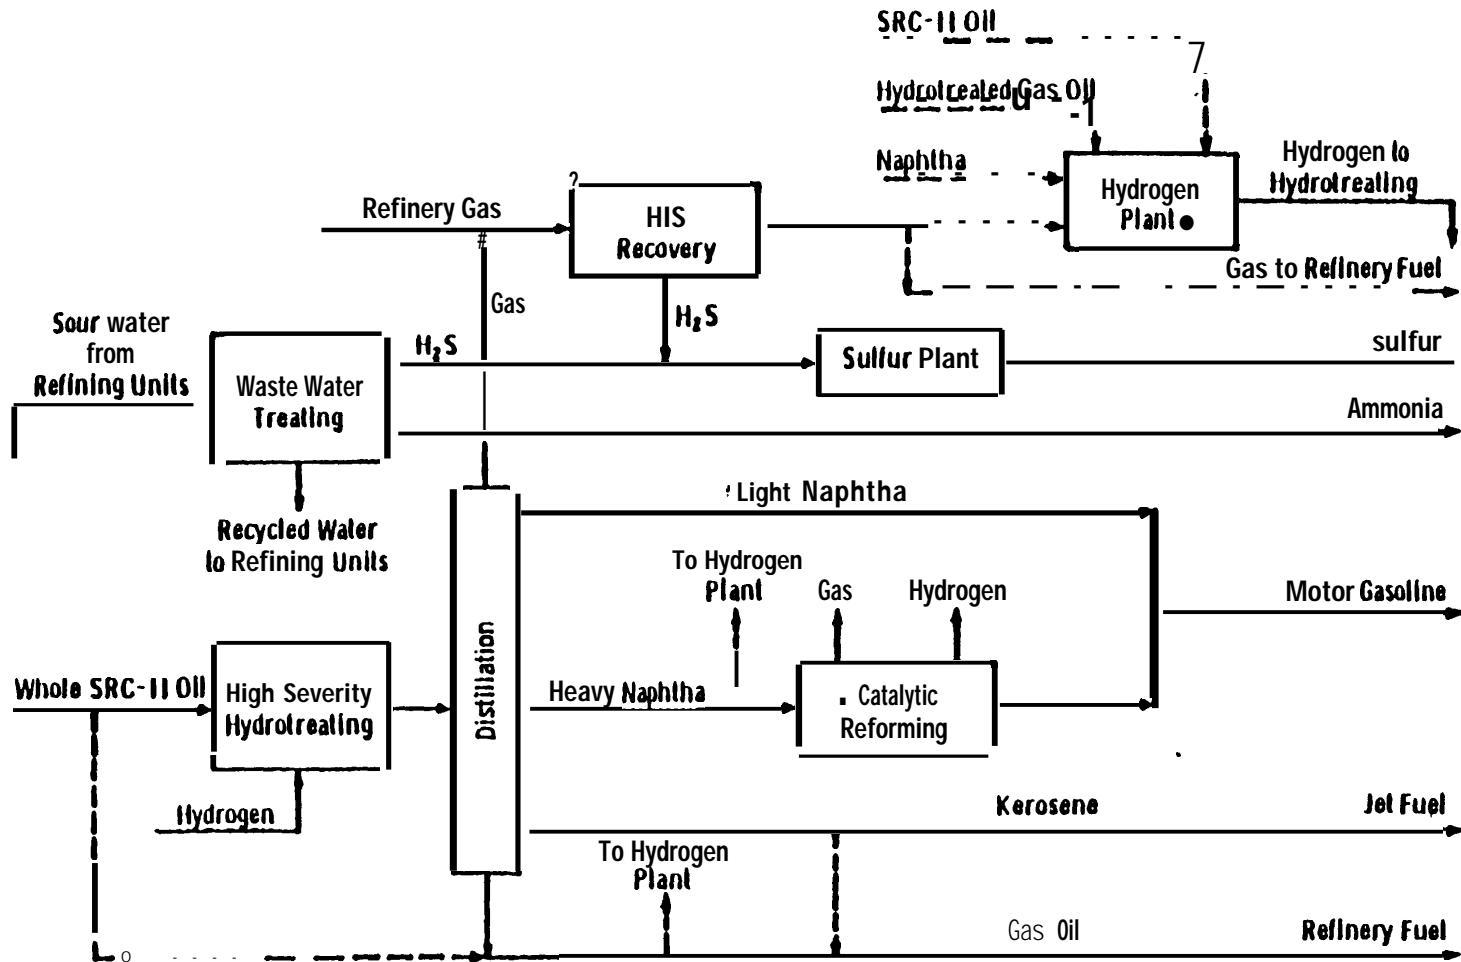 SRC-II Oil
Hydrotreated Gas Oil
Naphtha
Hydrogen
Plant
Hydrogen to
Hydrotreating
Refinery Gas
HIS
Recovery
Gas to Refinery Fuel
Gas
H₂S
Sour water
from
Refining Units
Waste Water
Treating
H₂S
Sulfur Plant
sulfur
Ammonia
Recycled Water
to Refining Units
Light Naphtha
To Hydrogen
Plant
Gas
Hydrogen
Motor Gasoline
Distillation
Whole SRC-II Oil
High Severity
Hydrotreating
Heavy Naphtha
Catalytic
Reforming
Hydrogen
Kerosene
Jet Fuel
To Hydrogen
Plant
Gas Oil
Refinery Fuel